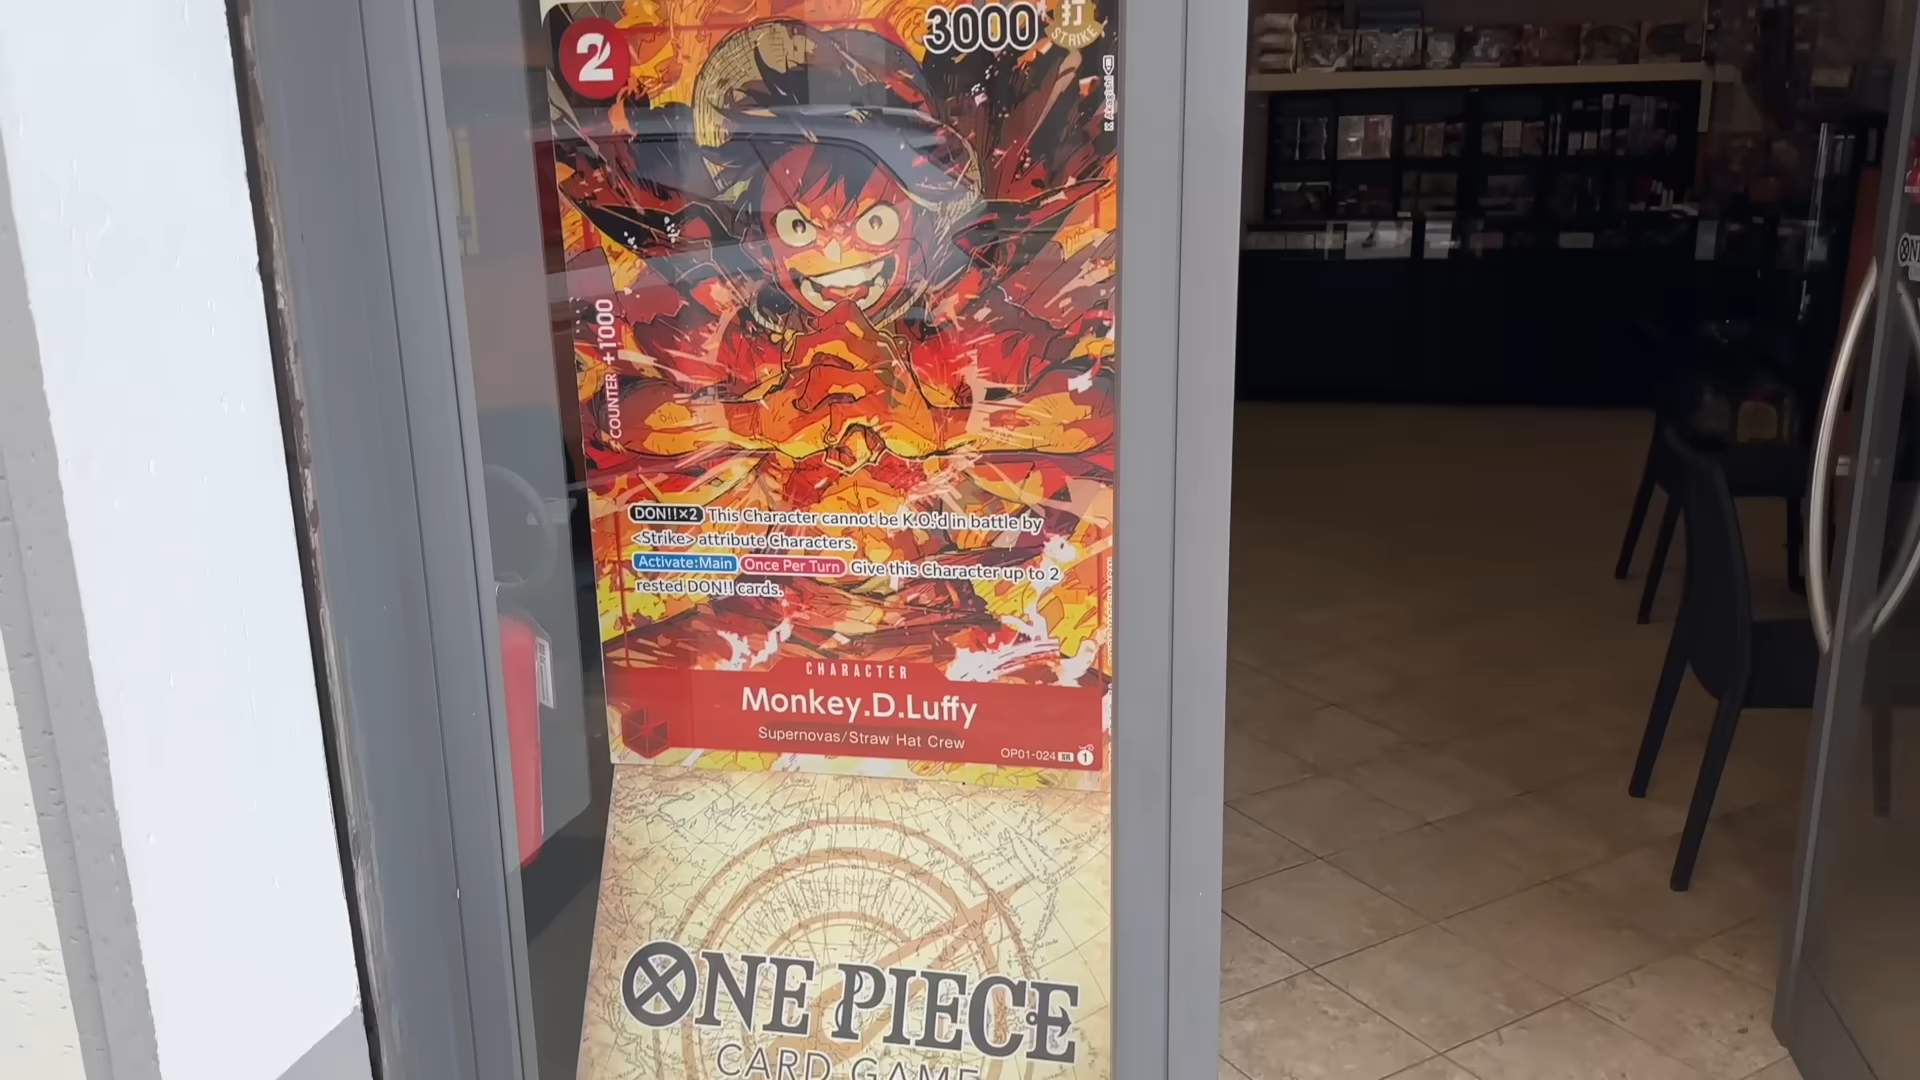 2
3000
打
STRIKE
COUNTER +1000
DON!!×2 This Character cannot be K.O.'d in battle by
<Strike> attribute Characters.
Activate:Main Once Per Turn Give this Character up to 2
rested DON!! cards.
CHARACTER
Monkey.D.Luffy
Supernovas/Straw Hat Crew
OP01-024 SR 1
ONE PIECE
CARD GAME